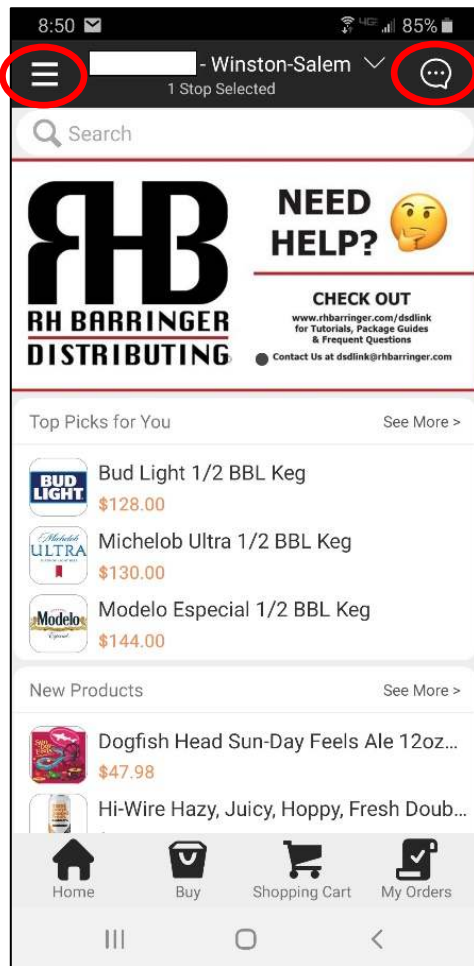 8:50 4G 85%
- Winston-Salem
1 Stop Selected
Search
RHB
RH BARRINGER
DISTRIBUTING
NEED
HELP?
CHECK OUT
www.rhbarringer.com/dsdlink
for Tutorials, Package Guides
& Frequent Questions
Contact Us at dsdlink@rhbarringer.com
Top Picks for You See More >
BUD
LIGHT
Bud Light 1/2 BBL Keg
$128.00
Michelob
ULTRA
Michelob Ultra 1/2 BBL Keg
$130.00
Modelo
Especial
Modelo Especial 1/2 BBL Keg
$144.00
New Products See More >
Dogfish Head Sun-Day Feels Ale 12oz...
$47.98
Hi-Wire Hazy, Juicy, Hoppy, Fresh Doub...
Home Buy Shopping Cart My Orders